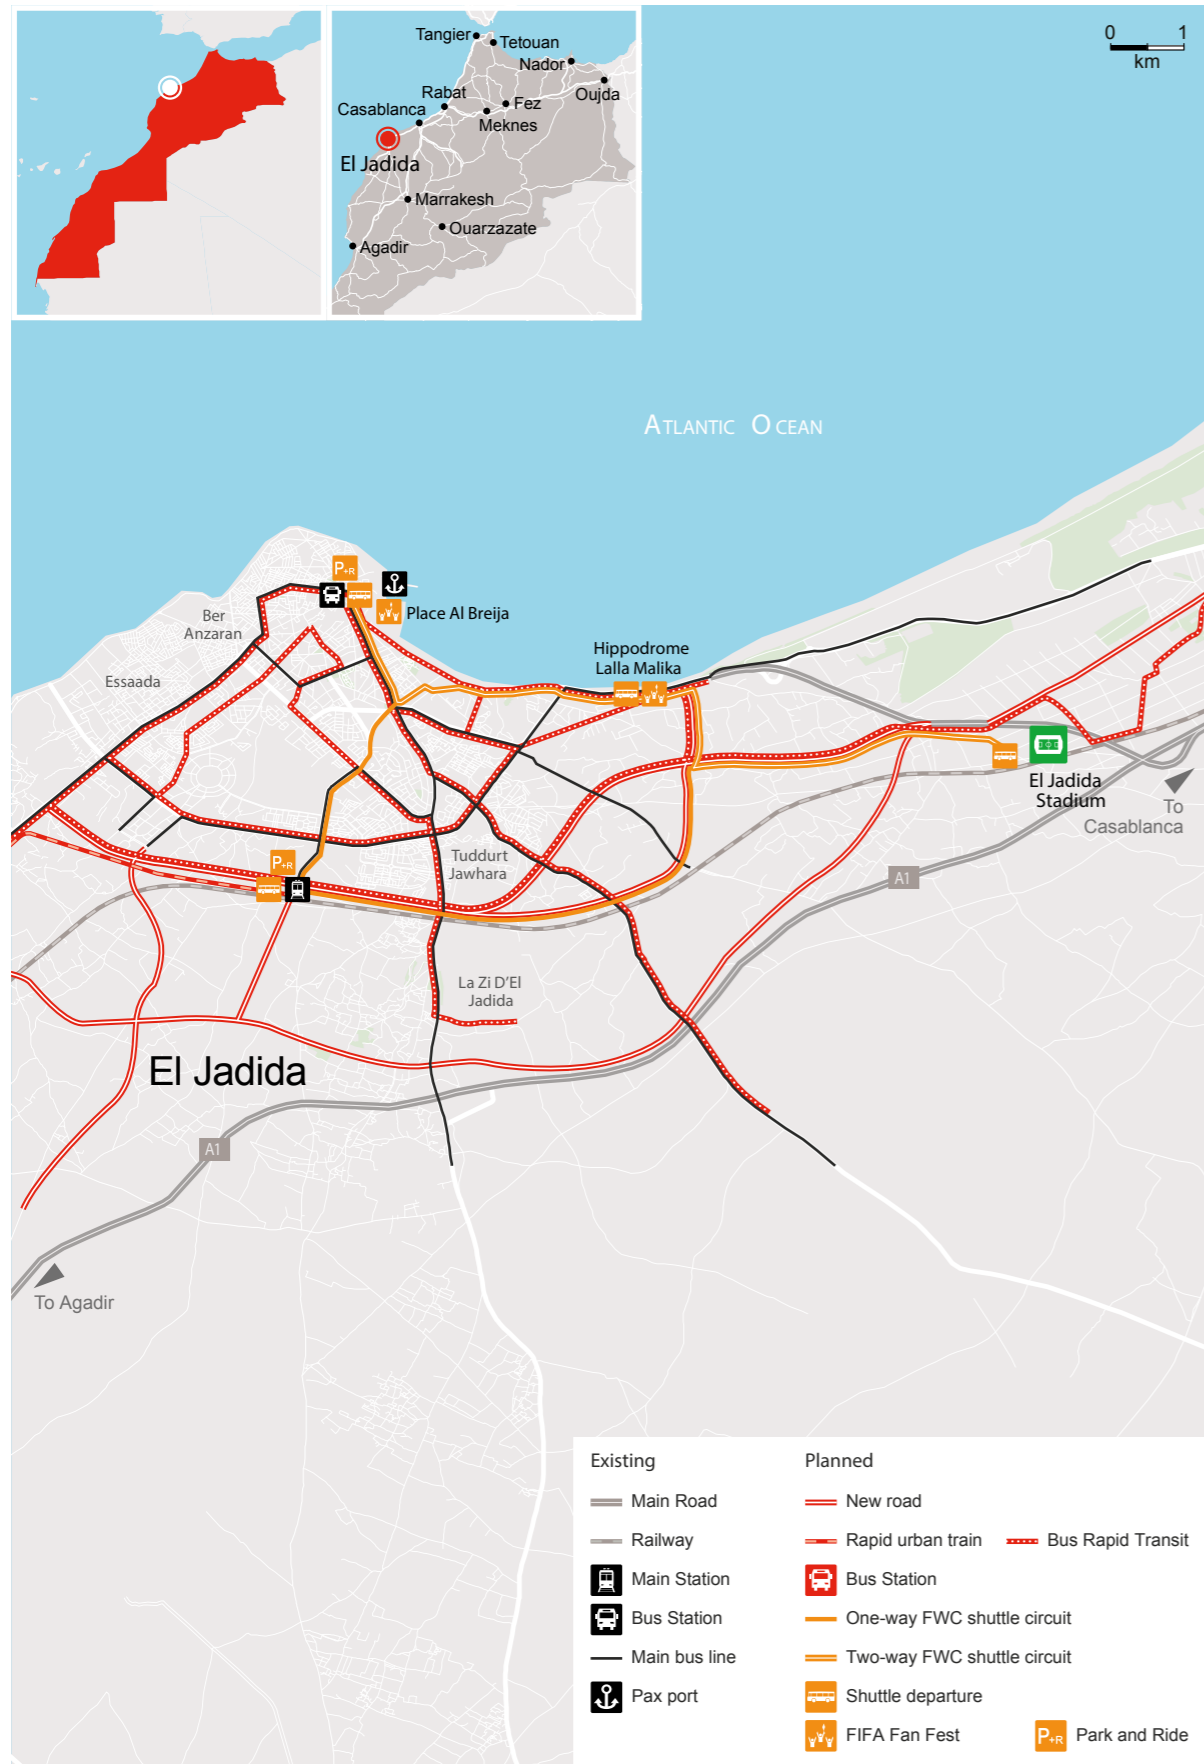 Tangier
Tetouan
Nador
Oujda
Rabat
Fez
Casablanca
Meknes
El Jadida
Marrakesh
Ouarzazate
Agadir
0 1
km
ATLANTIC OCEAN
P+R
Place Al Breija
Ber
Anzaran
Essaada
Hippodrome
Lalla Malika
El Jadida
Stadium
To
Casablanca
P+R
Tuddurt
Jawhara
A1
La Zi D'El
Jadida
El Jadida
A1
To Agadir
Existing
Main Road
Railway
Main Station
Bus Station
Main bus line
Pax port
Planned
New road
Rapid urban train
Bus Rapid Transit
Bus Station
One-way FWC shuttle circuit
Two-way FWC shuttle circuit
Shuttle departure
FIFA Fan Fest
P+R Park and Ride